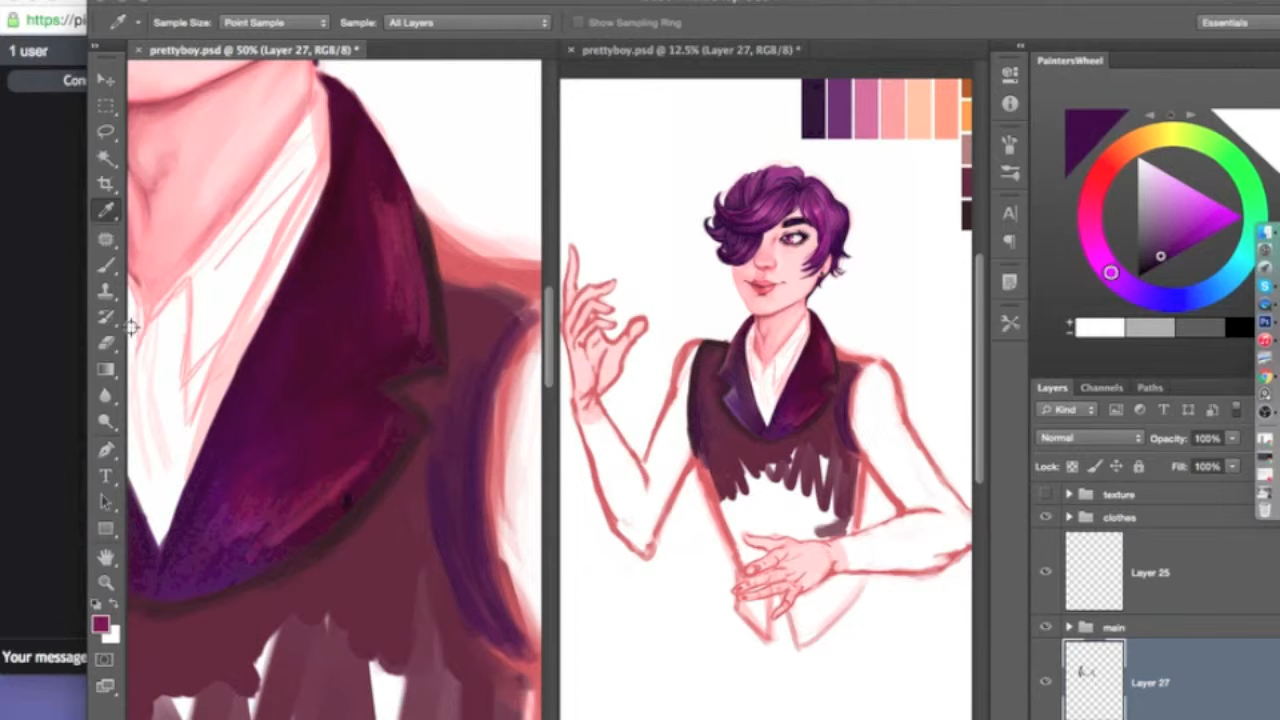 https://pi
Sample Size: Point Sample
Sample: All Layers
Show Sampling Ring
Essentials
1 user
prettyboy.psd @ 50% (Layer 27, RGB/8) *
prettyboy.psd @ 12.5% (Layer 27, RGB/8) *
PaintersWheel
Con
Layers Channels Paths
Kind
Normal
Opacity: 100%
Lock:
Fill: 100%
texture
clothes
Layer 25
main
Your message
Layer 27